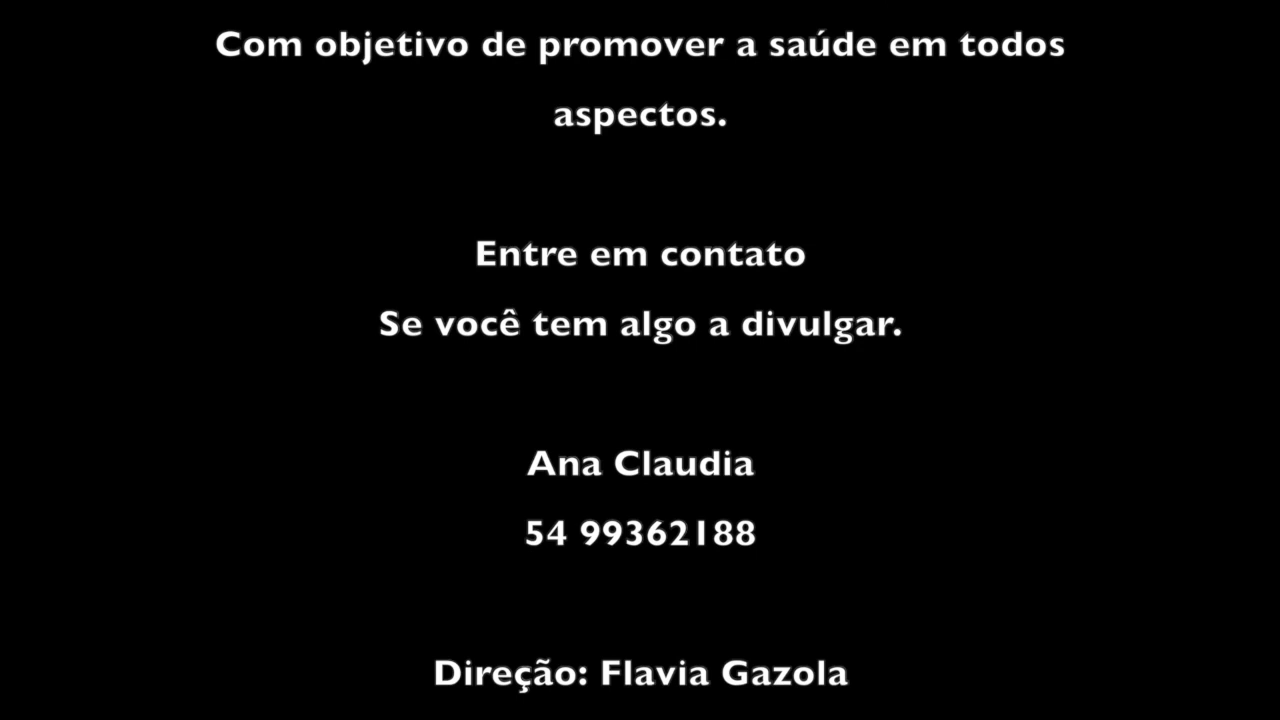 Com objetivo de promover a saúde em todos
aspectos.
Entre em contato
Se você tem algo a divulgar.
Ana Claudia
54 99362188
Direção: Flavia Gazola